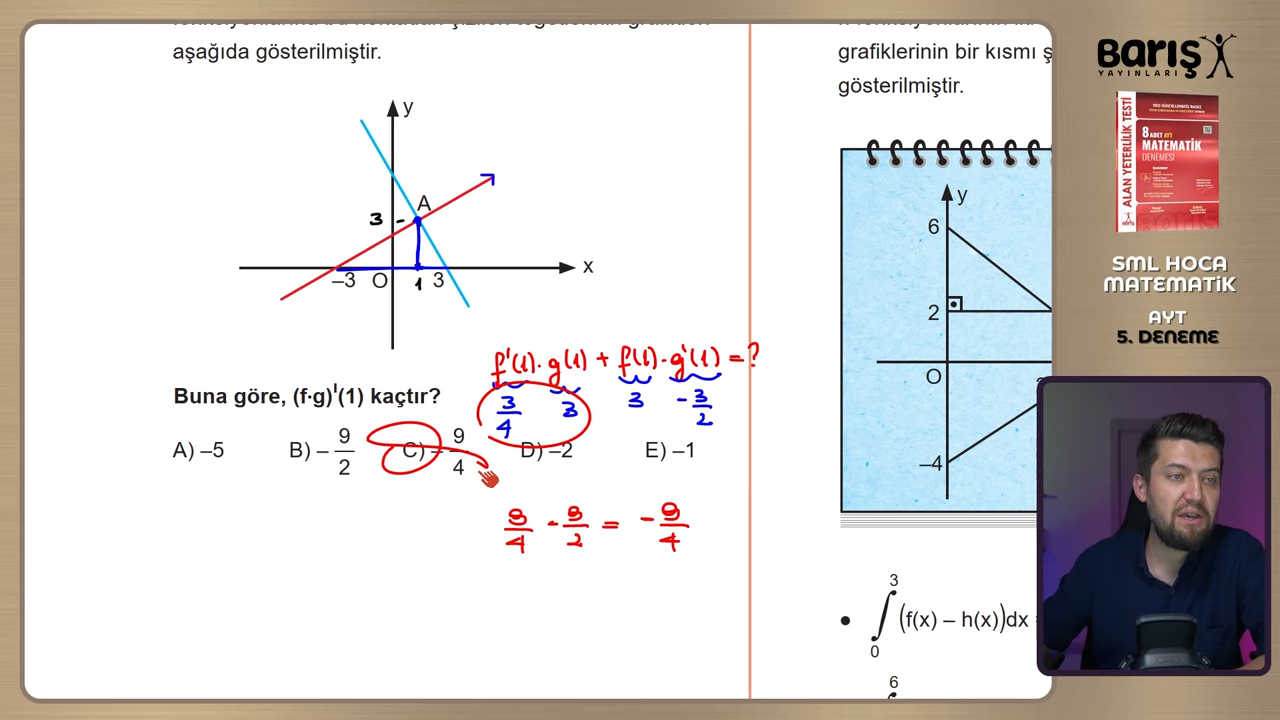 aşağıda gösterilmiştir.
y
A
3
x
–3
O
1
3
f'(1)·g(1) + f(1)·g'(1) = ?
3/4 3 3 -3/2
Buna göre, (f·g)'(1) kaçtır?
A) –5 B) – 9/2 C) – 9/4 D) –2 E) –1
9/4 - 9/2 = - 9/4
grafiklerinin bir kısmı ş
gösterilmiştir.
y
6
2
O
–4
• ∫₀³ (f(x) – h(x))dx
6
Barış
YAYINLARI
ALAN YETERLİLİK TESTİ
8 ADET AYT
MATEMATİK
DENEMESİ
Barış
SML HOCA
MATEMATİK
AYT
5. DENEME